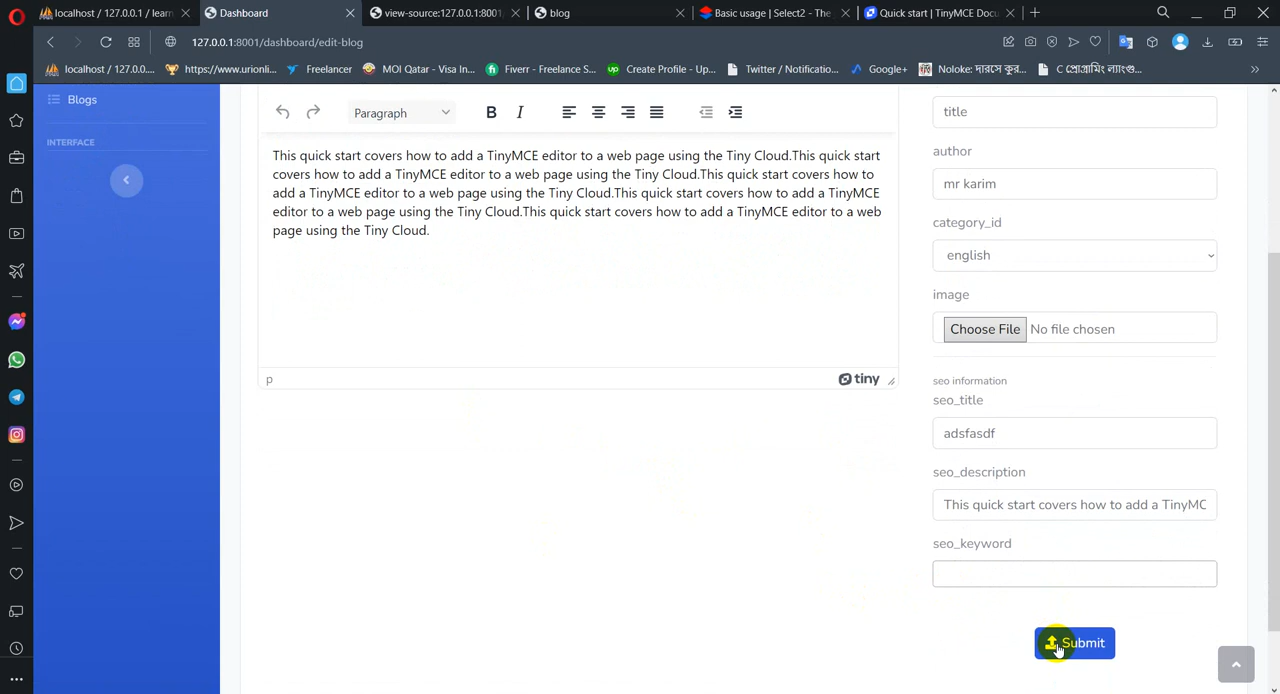 localhost / 127.0.0.1 / learn
Dashboard
view-source:127.0.0.1:8001
blog
Basic usage | Select2 - The
Quick start | TinyMCE Docu
127.0.0.1:8001/dashboard/edit-blog
localhost / 127.0.0....
https://www.urionli...
Freelancer
MOI Qatar - Visa In...
Fiverr - Freelance S...
Create Profile - Up...
Twitter / Notificatio...
Google+
Noloke: দারসে কুর...
C প্রোগ্রামিং ল্যাংগু...
Blogs
INTERFACE
Paragraph
B I
This quick start covers how to add a TinyMCE editor to a web page using the Tiny Cloud.This quick start
covers how to add a TinyMCE editor to a web page using the Tiny Cloud.This quick start covers how to
add a TinyMCE editor to a web page using the Tiny Cloud.This quick start covers how to add a TinyMCE
editor to a web page using the Tiny Cloud.This quick start covers how to add a TinyMCE editor to a web
page using the Tiny Cloud.
p
tiny
title
author
mr karim
category_id
english
image
Choose File No file chosen
seo information
seo_title
adsfasdf
seo_description
This quick start covers how to add a TinyMC
seo_keyword
Submit